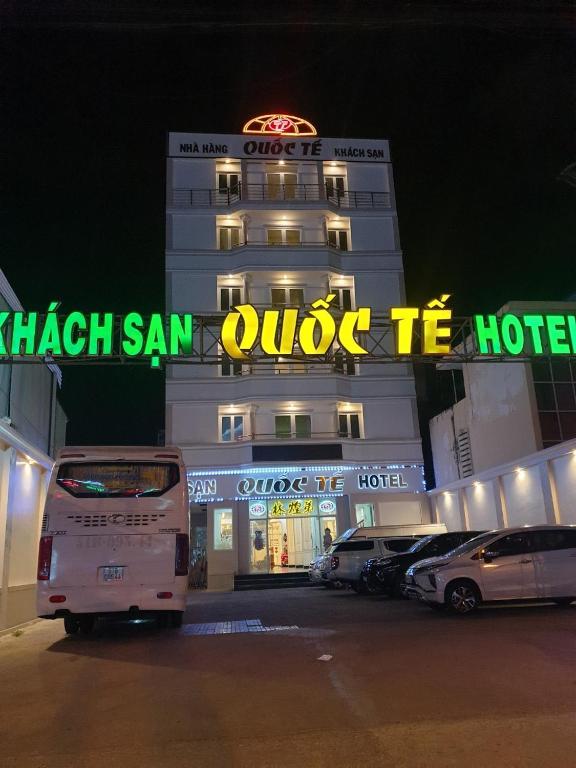 NHÀ HÀNG QUỐC TẾ KHÁCH SẠN
KHÁCH SẠN QUỐC TẾ HOTEL
SẠN QUỐC TẾ HOTEL